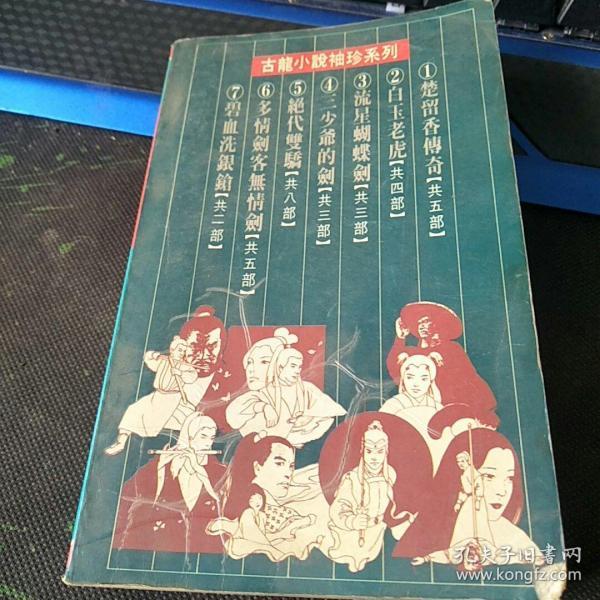 古龍小說袖珍系列
①楚留香傳奇【共五部】
②白玉老虎【共四部】
③流星蝴蝶劍【共三部】
④三少爺的劍【共三部】
⑤絕代雙驕【共八部】
⑥多情劍客無情劍【共五部】
⑦碧血洗銀鎗【共二部】
孔夫子旧書网
www.kongfz.com